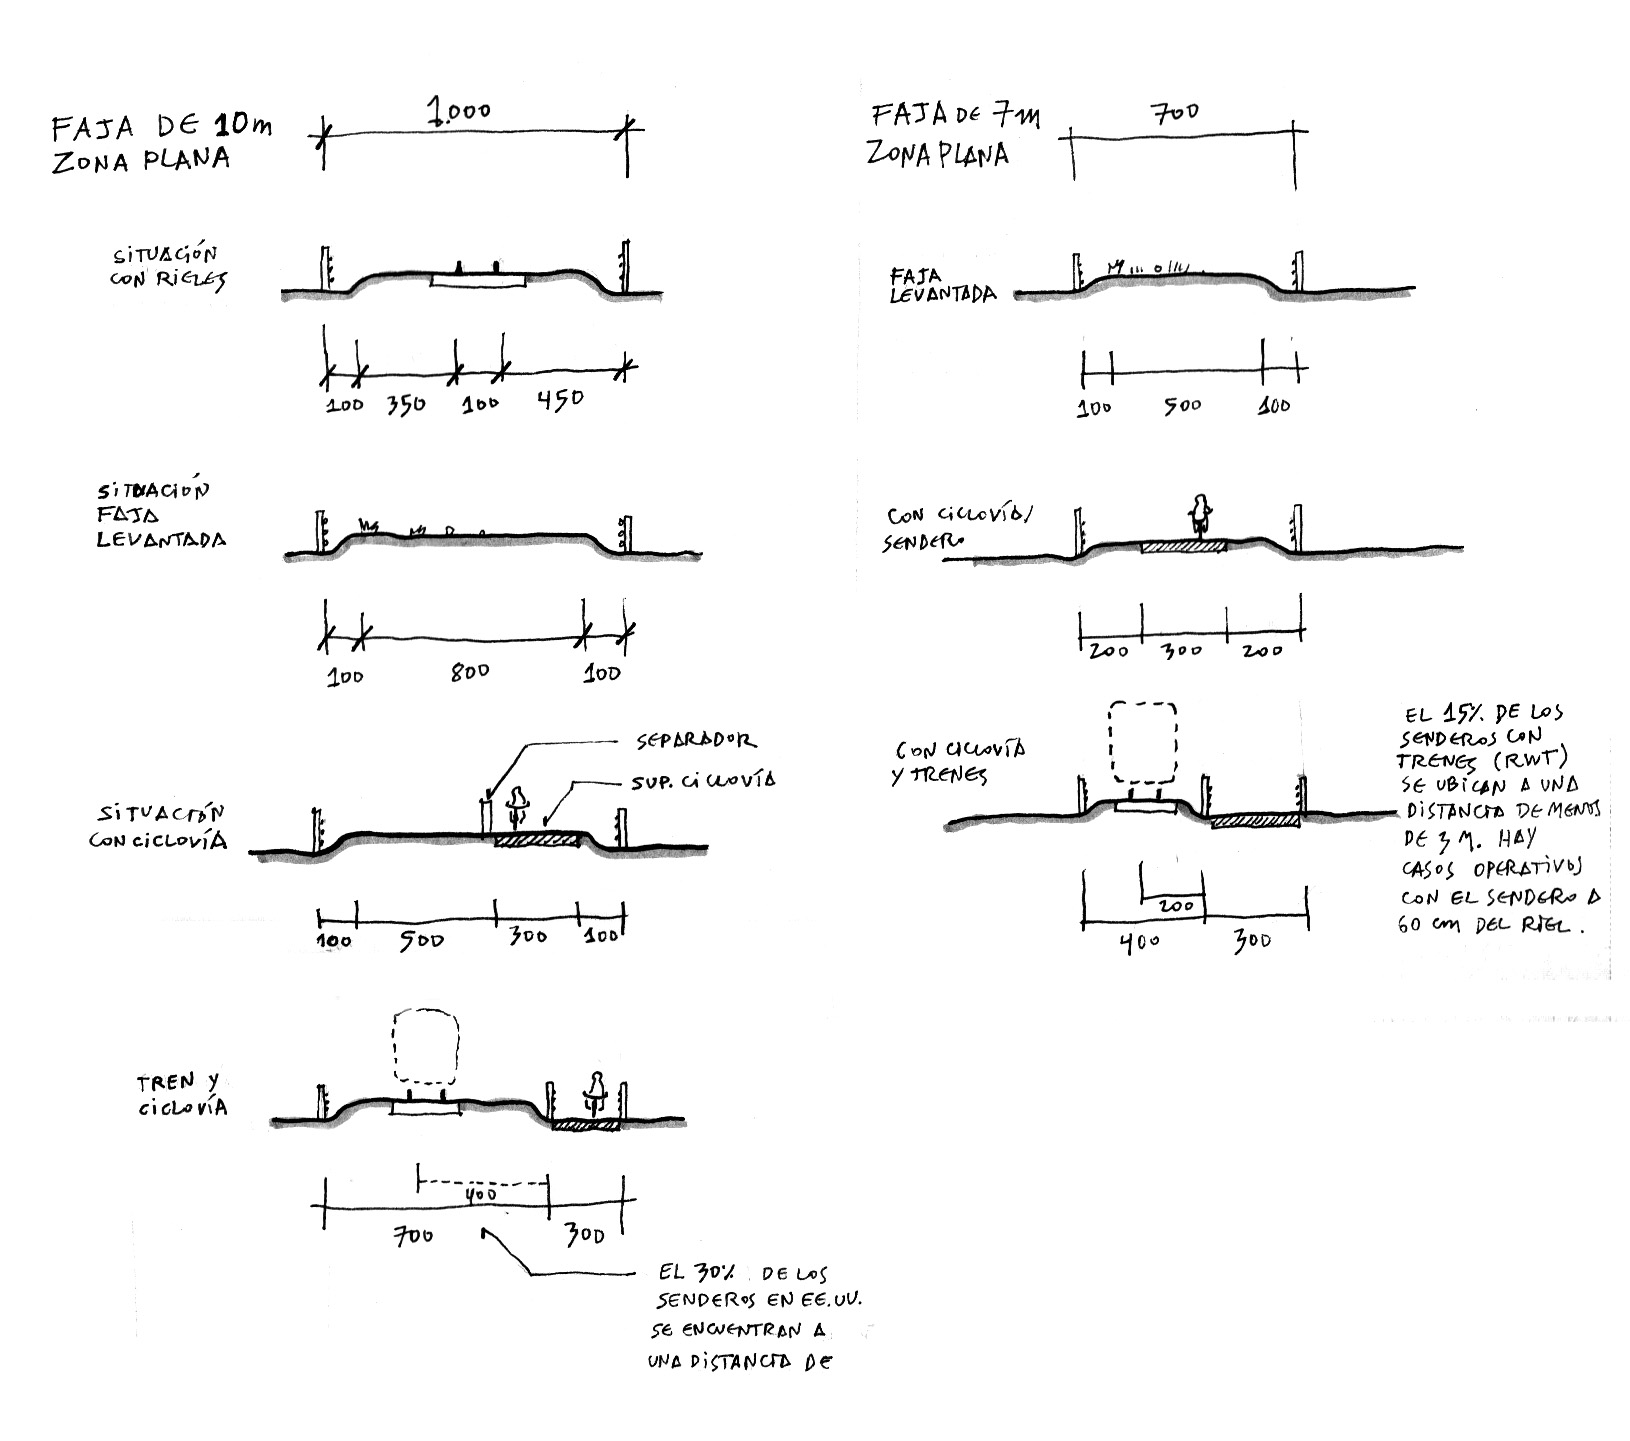 FAJA DE 10m
ZONA PLANA
1.000
SITUACIÓN
CON RIELES
100 350 100 450
SITUACIÓN
FAJA
LEVANTADA
100 800 100
SEPARADOR
SUP. CICLOVÍA
SITUACIÓN
CON CICLOVÍA
100 500 300 100
TREN Y
CICLOVÍA
400
700 300
EL 30% DE LOS
SENDEROS EN EE.UU.
SE ENCUENTRAN A
UNA DISTANCIA DE
FAJA DE 7m
ZONA PLANA
700
FAJA
LEVANTADA
100 500 100
CON CICLOVÍA/
SENDERO
200 300 200
CON CICLOVÍA
Y TRENES
200
400 300
EL 15% DE LOS
SENDEROS CON
TRENES (RWT)
SE UBICAN A UNA
DISTANCIA DE MENOS
DE 3 M. HAY
CASOS OPERATIVOS
CON EL SENDERO A
60 cm DEL RIEL.